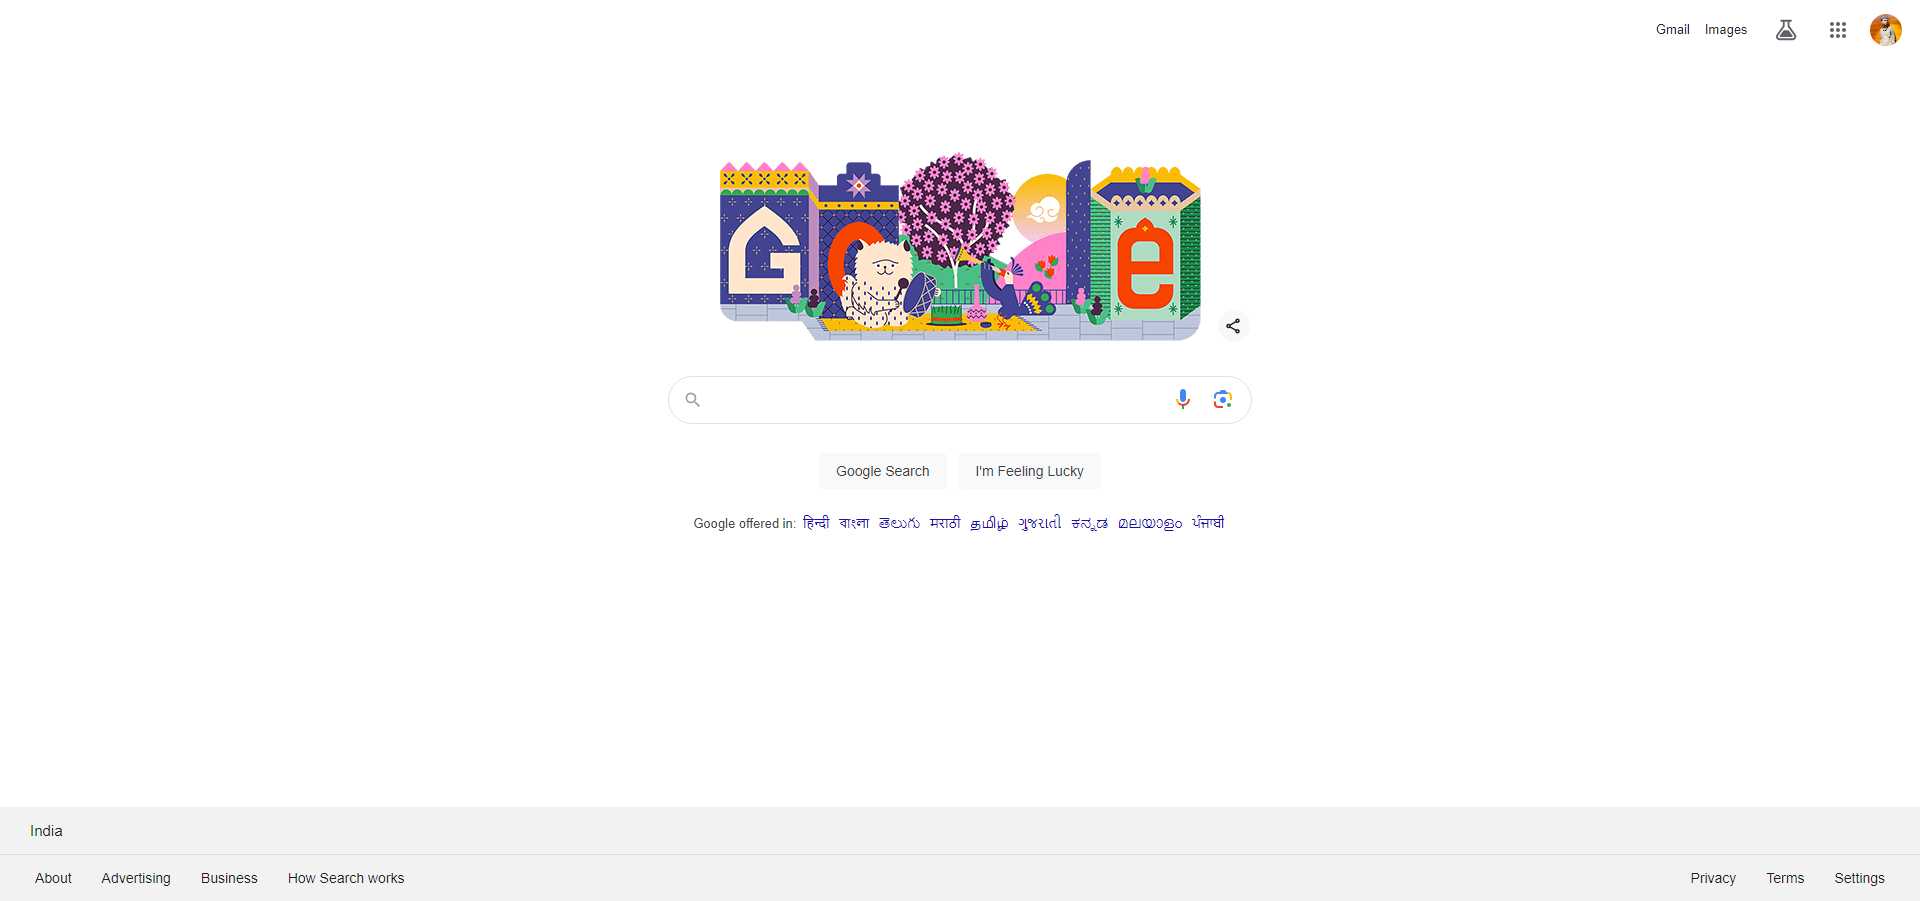 Gmail Images
G o o g l e
Google Search I'm Feeling Lucky
Google offered in: हिन्दी বাংলা తెలుగు मराठी தமிழ் ગુજરાતી ಕನ್ನಡ മലയാളം ਪੰਜਾਬੀ
India
About Advertising Business How Search works Privacy Terms Settings